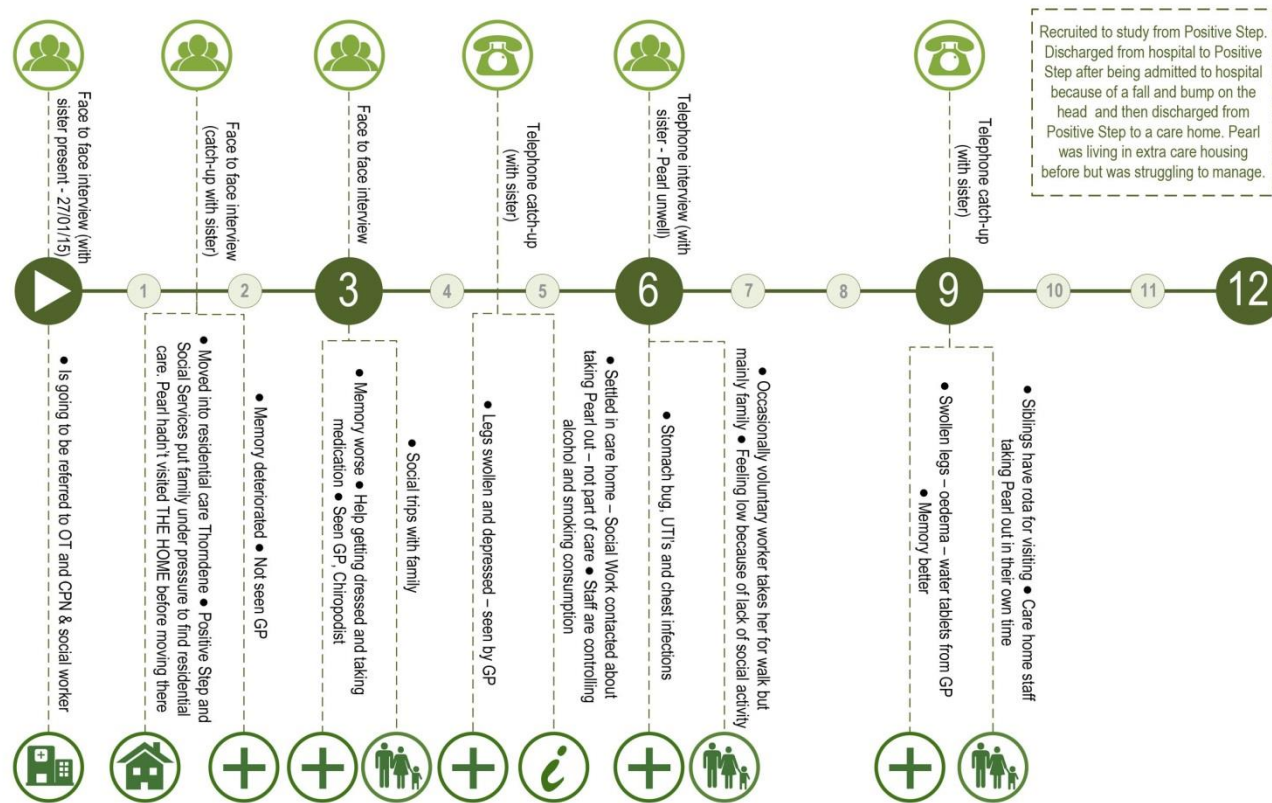 Recruited to study from Positive Step.
Discharged from hospital to Positive
Step after being admitted to hospital
because of a fall and bump on the
head and then discharged from
Positive Step to a care home. Pearl
was living in extra care housing
before but was struggling to manage.
Face to face interview (with
sister present - 27/01/15)
Face to face interview
(catch-up with sister)
Face to face interview
Telephone catch-up
(with sister)
Telephone interview (with
sister - Pearl unwell)
Telephone catch-up
(with sister)
1
2
3
4
5
6
7
8
9
10
11
12
● Is going to be referred to OT and CPN & social worker
● Moved into residential care Thorndene ● Positive Step and
Social Services put family under pressure to find residential
care. Pearl hadn't visited THE HOME before moving there
● Memory deteriorated ● Not seen GP
● Memory worse ● Help getting dressed and taking
medication ● Seen GP, Chiropodist
● Social trips with family
● Legs swollen and depressed – seen by GP
● Settled in care home – Social Work contacted about
taking Pearl out – not part of care ● Staff are controlling
alcohol and smoking consumption
● Stomach bug, UTI's and chest infections
● Occasionally voluntary worker takes her for walk but
mainly family ● Feeling low because of lack of social activity
● Swollen legs – oedema – water tablets from GP
● Memory better
● Siblings have rota for visiting ● Care home staff
taking Pearl out in their own time
i